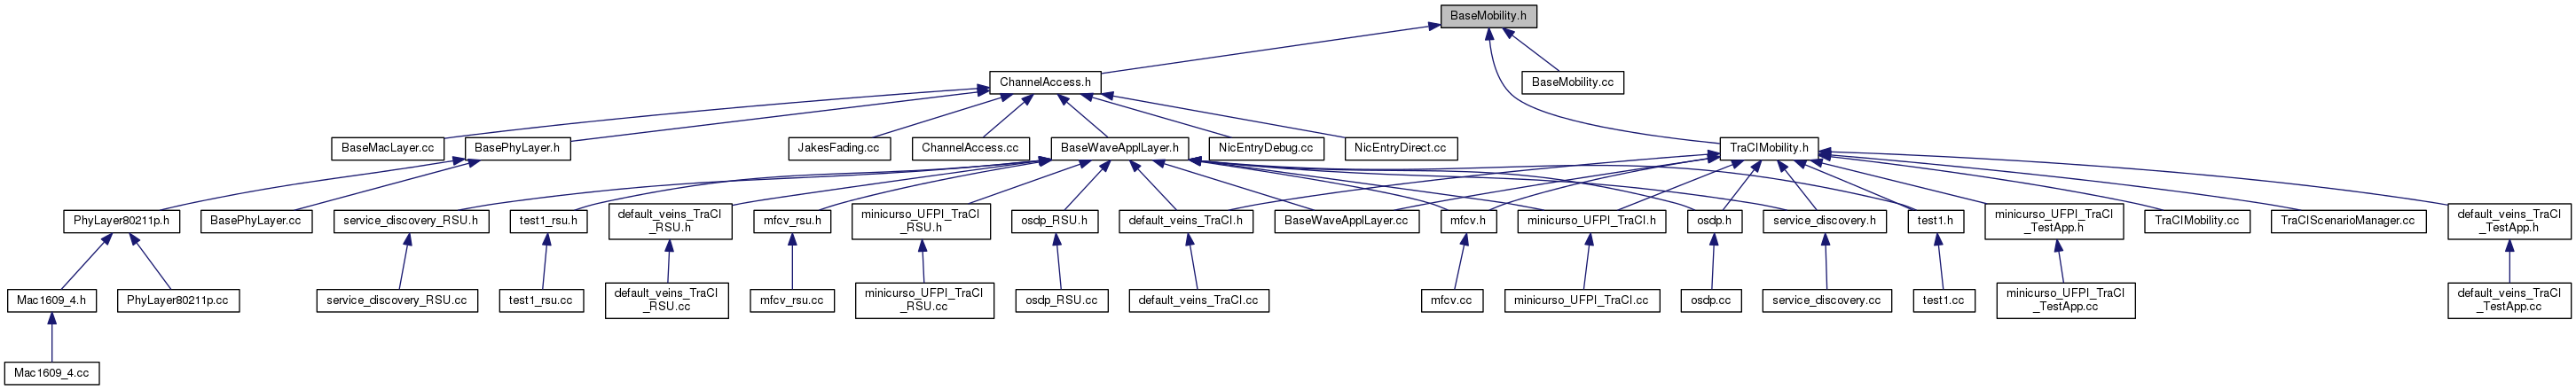 BaseMobility.h
ChannelAccess.h
BaseMobility.cc
BaseMacLayer.cc
BasePhyLayer.h
JakesFading.cc
ChannelAccess.cc
BaseWaveApplLayer.h
NicEntryDebug.cc
NicEntryDirect.cc
TraCIMobility.h
PhyLayer80211p.h
BasePhyLayer.cc
service_discovery_RSU.h
test1_rsu.h
default_veins_TraCI
_RSU.h
mfcv_rsu.h
minicurso_UFPI_TraCI
_RSU.h
osdp_RSU.h
default_veins_TraCI.h
BaseWaveApplLayer.cc
mfcv.h
minicurso_UFPI_TraCI.h
osdp.h
service_discovery.h
test1.h
minicurso_UFPI_TraCI
_TestApp.h
TraCIMobility.cc
TraCIScenarioManager.cc
default_veins_TraCI
_TestApp.h
Mac1609_4.h
PhyLayer80211p.cc
service_discovery_RSU.cc
test1_rsu.cc
default_veins_TraCI
_RSU.cc
mfcv_rsu.cc
minicurso_UFPI_TraCI
_RSU.cc
osdp_RSU.cc
default_veins_TraCI.cc
mfcv.cc
minicurso_UFPI_TraCI.cc
osdp.cc
service_discovery.cc
test1.cc
minicurso_UFPI_TraCI
_TestApp.cc
default_veins_TraCI
_TestApp.cc
Mac1609_4.cc